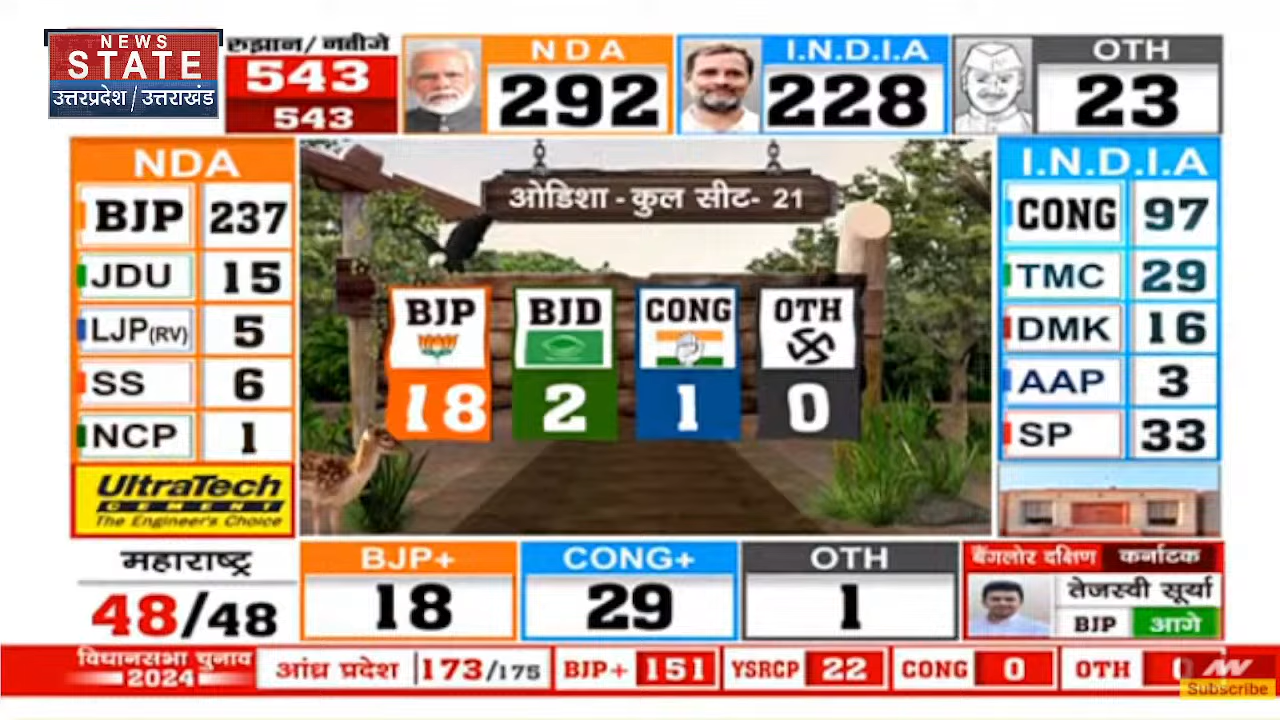 NEWS
STATE
उत्तरप्रदेश / उत्तराखंड
रुझान/ नतीजे
543
543
NDA
292
I.N.D.I.A
228
OTH
23
NDA
BJP 237
JDU 15
LJP(RV) 5
SS 6
NCP 1
UltraTech
CEMENT
The Engineer's Choice
ओडिशा - कुल सीट- 21
BJP BJD CONG OTH
18 2 1 0
I.N.D.I.A
CONG 97
TMC 29
DMK 16
AAP 3
SP 33
महाराष्ट्र
48/48
BJP+ CONG+ OTH
18 29 1
बैंगलोर दक्षिण कर्नाटक
तेजस्वी सूर्या
BJP आगे
विधानसभा चुनाव
2024
आंध्र प्रदेश 173/175 BJP+ 151 YSRCP 22 CONG 0 OTH 0
Subscribe